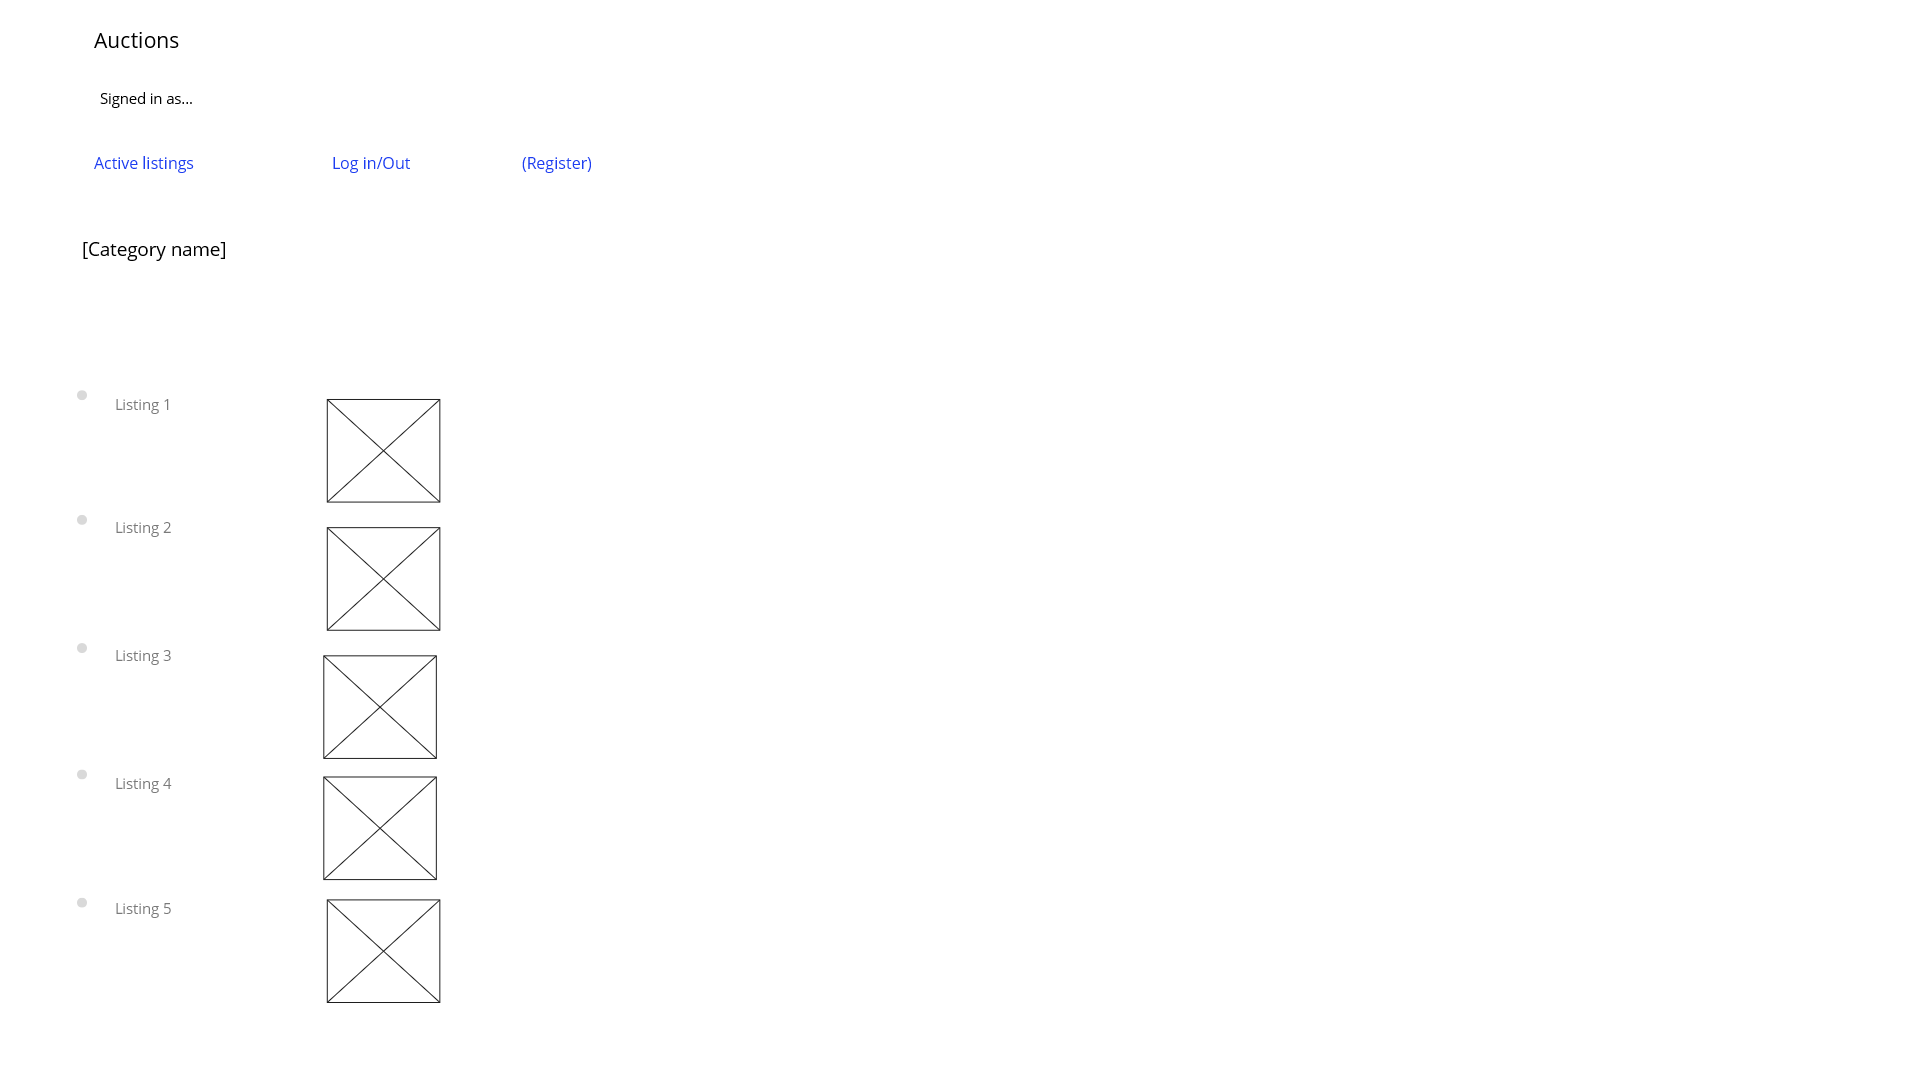 Auctions
Signed in as...
Active listings
Log in/Out
(Register)
[Category name]
Listing 1
Listing 2
Listing 3
Listing 4
Listing 5